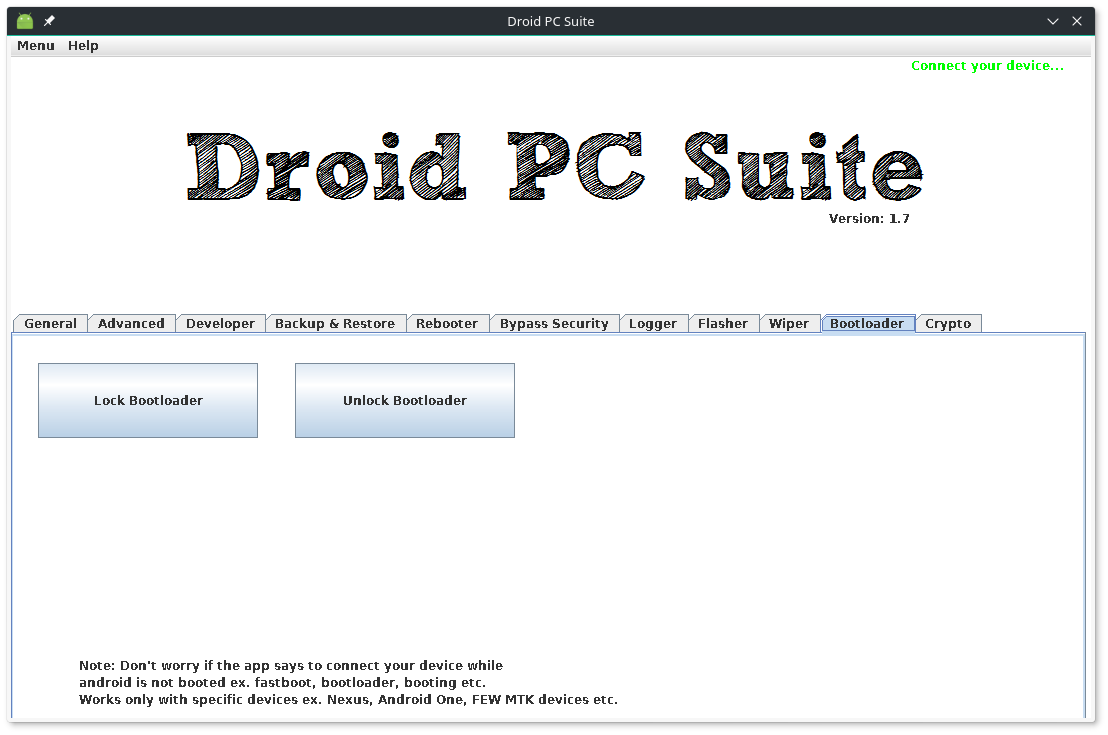 Droid PC Suite
Menu Help
Connect your device...
Droid PC Suite
Version: 1.7
General Advanced Developer Backup & Restore Rebooter Bypass Security Logger Flasher Wiper Bootloader Crypto
Lock Bootloader Unlock Bootloader
Note: Don't worry if the app says to connect your device while
android is not booted ex. fastboot, bootloader, booting etc.
Works only with specific devices ex. Nexus, Android One, FEW MTK devices etc.